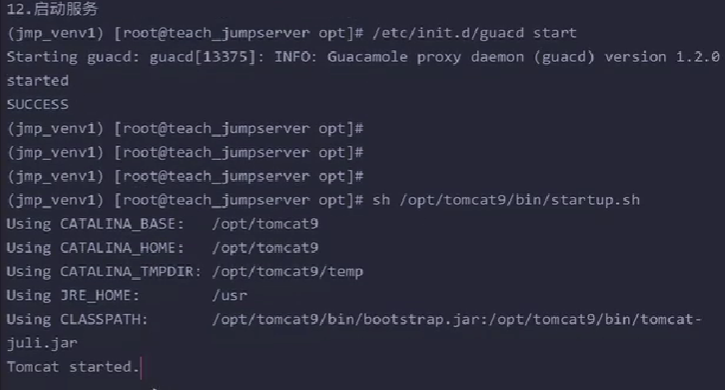 12.启动服务
(jmp_venv1) [root@teach_jumpserver opt]# /etc/init.d/guacd start
Starting guacd: guacd[13375]: INFO: Guacamole proxy daemon (guacd) version 1.2.0
started
SUCCESS
(jmp_venv1) [root@teach_jumpserver opt]#
(jmp_venv1) [root@teach_jumpserver opt]#
(jmp_venv1) [root@teach_jumpserver opt]#
(jmp_venv1) [root@teach_jumpserver opt]# sh /opt/tomcat9/bin/startup.sh
Using CATALINA_BASE:   /opt/tomcat9
Using CATALINA_HOME:   /opt/tomcat9
Using CATALINA_TMPDIR: /opt/tomcat9/temp
Using JRE_HOME:        /usr
Using CLASSPATH:       /opt/tomcat9/bin/bootstrap.jar:/opt/tomcat9/bin/tomcat-
juli.jar
Tomcat started.